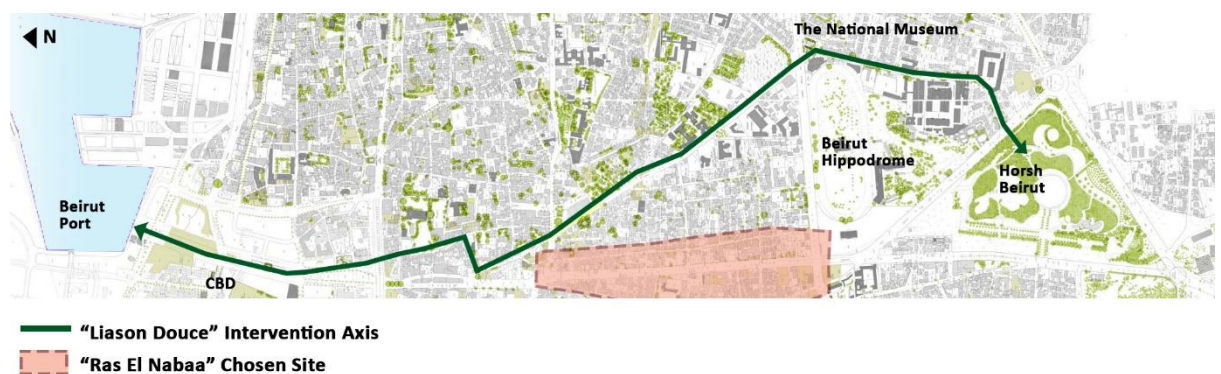 N
The National Museum
Beirut
Hippodrome
Horsh
Beirut
Beirut
Port
CBD
“Liason Douce” Intervention Axis
“Ras El Nabaa” Chosen Site